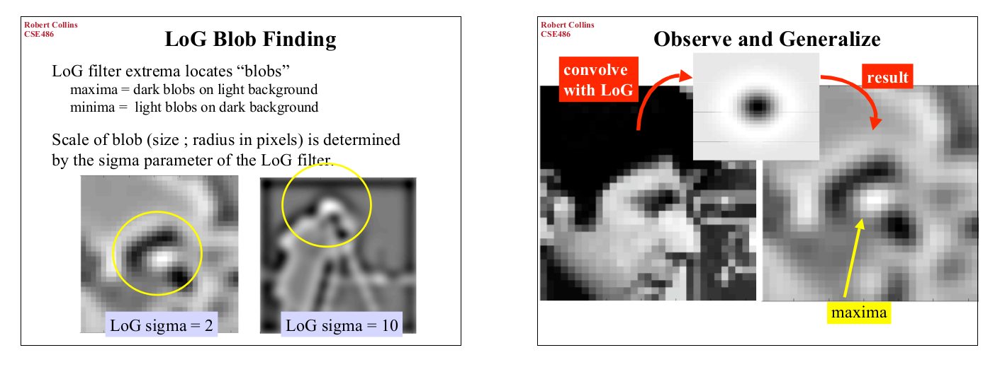 Robert Collins
CSE486
LoG Blob Finding
LoG filter extrema locates “blobs”
maxima = dark blobs on light background
minima = light blobs on dark background
Scale of blob (size ; radius in pixels) is determined
by the sigma parameter of the LoG filter.
LoG sigma = 2
LoG sigma = 10
Robert Collins
CSE486
Observe and Generalize
convolve
with LoG
result
maxima